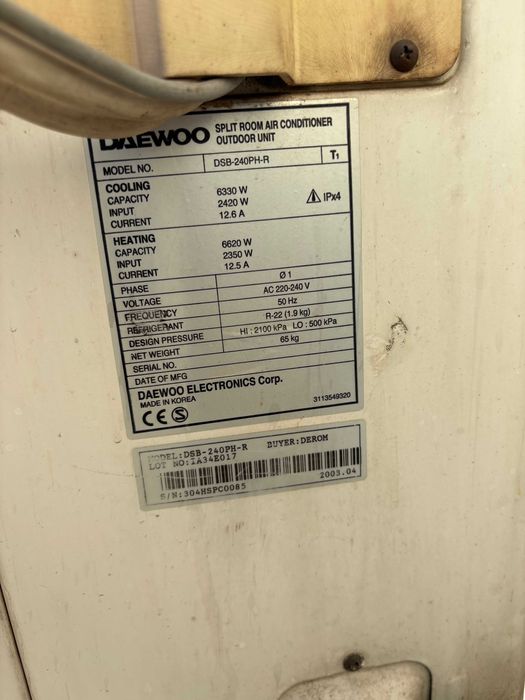 DAEWOO SPLIT ROOM AIR CONDITIONER
OUTDOOR UNIT
MODEL NO. DSB-240PH-R T1
COOLING
CAPACITY 6330 W
INPUT 2420 W
CURRENT 12.6 A
IPx4
HEATING
CAPACITY 6620 W
INPUT 2350 W
CURRENT 12.5 A
PHASE Ø 1
VOLTAGE AC 220-240 V
FREQUENCY 50 Hz
REFRIGERANT R-22 (1.9 kg)
DESIGN PRESSURE HI : 2100 kPa LO : 500 kPa
NET WEIGHT 65 kg
SERIAL NO.
DATE OF MFG
DAEWOO ELECTRONICS Corp.
MADE IN KOREA 3113549320
CE S
MODEL:DSB-240PH-R BUYER:DEROM
LOT NO:1A34E017
S/N:304HSPC0085 2003.04